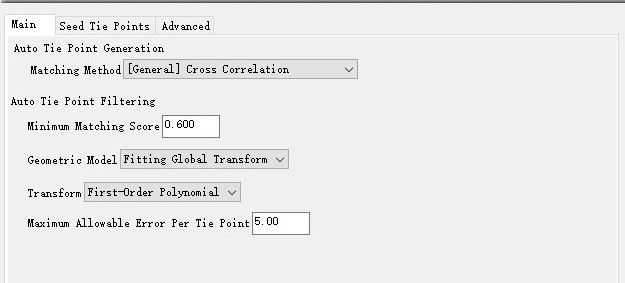 Main Seed Tie Points Advanced
Auto Tie Point Generation
Matching Method [General] Cross Correlation
Auto Tie Point Filtering
Minimum Matching Score 0.600
Geometric Model Fitting Global Transform
Transform First-Order Polynomial
Maximum Allowable Error Per Tie Point 5.00